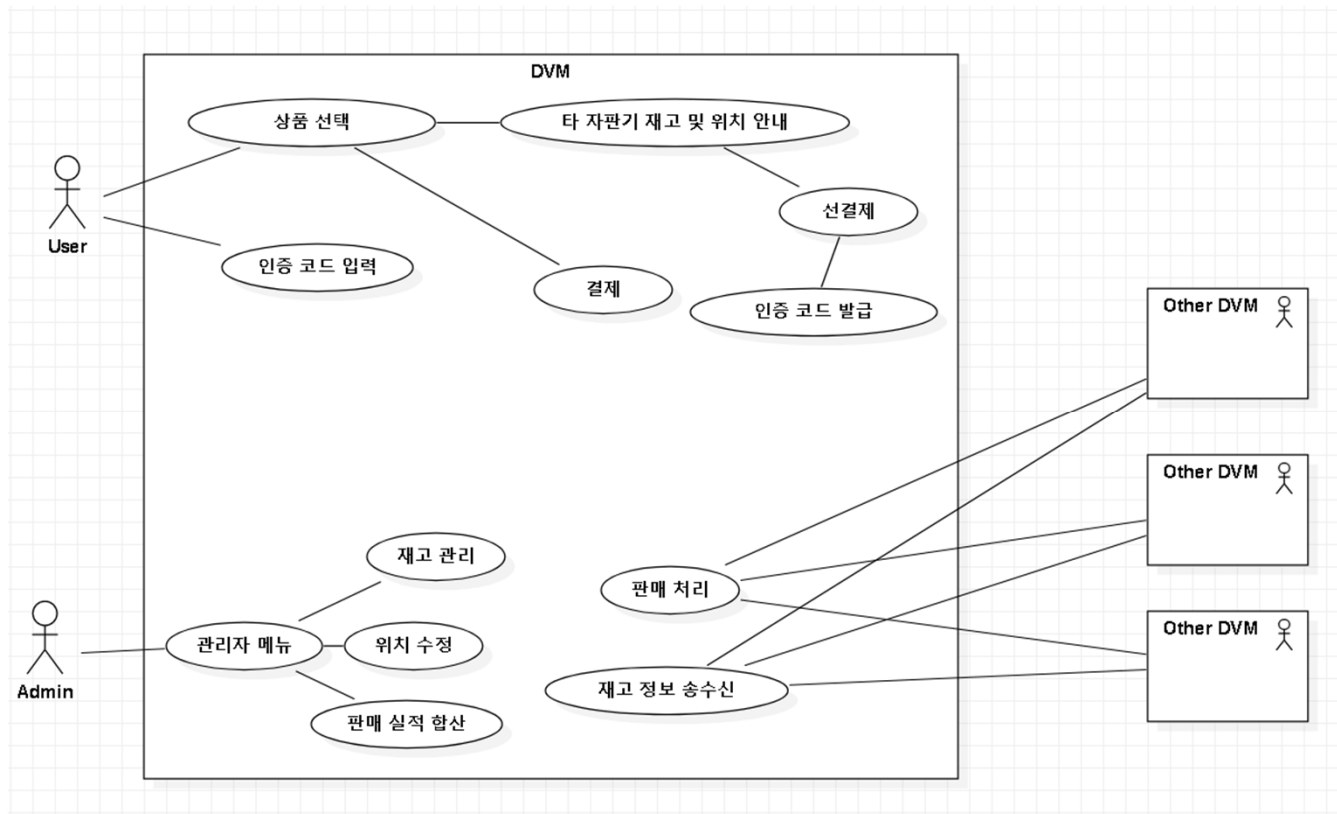 DVM
상품 선택
타 자판기 재고 및 위치 안내
User
선결제
인증 코드 입력
결제
인증 코드 발급
Other DVM
Other DVM
재고 관리
판매 처리
Admin
관리자 메뉴
위치 수정
Other DVM
재고 정보 송수신
판매 실적 합산